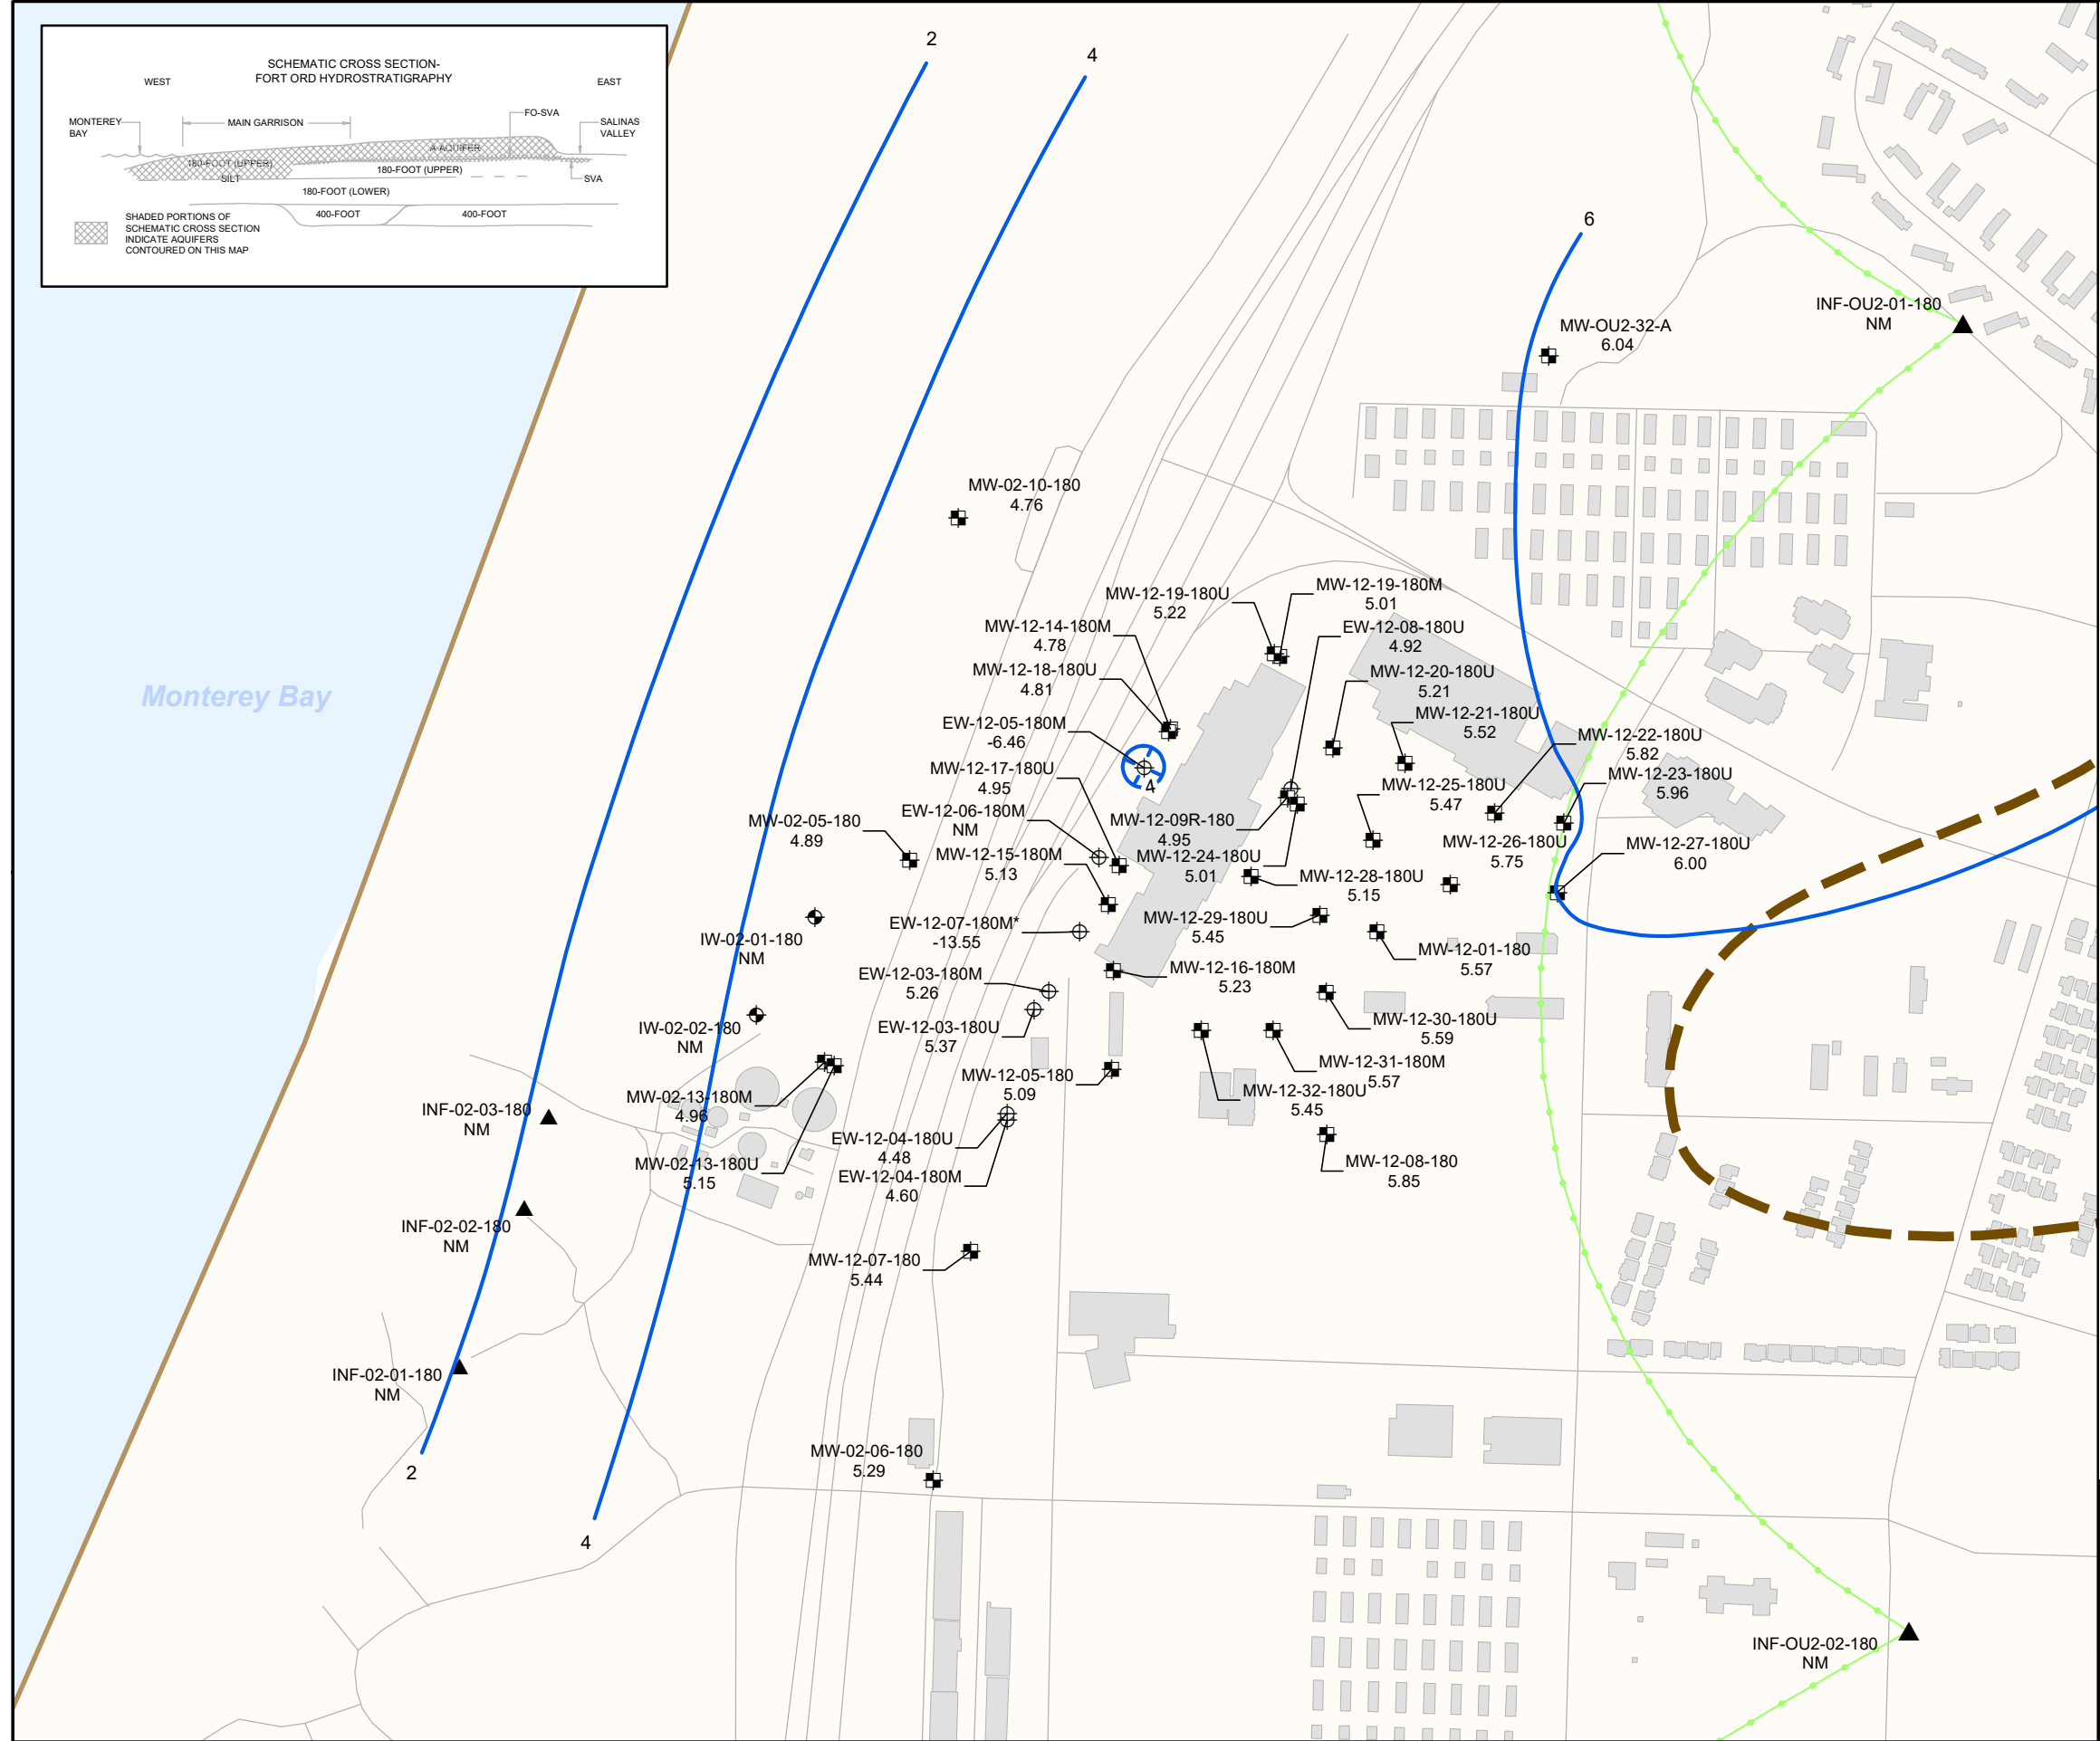 SCHEMATIC CROSS SECTION-
FORT ORD HYDROSTRATIGRAPHY
WEST
EAST
MONTEREY
BAY
MAIN GARRISON
FO-SVA
SALINAS
VALLEY
A-AQUIFER
180-FOOT (UPPER)
SILT
180-FOOT (UPPER)
SVA
180-FOOT (LOWER)
400-FOOT
400-FOOT
SHADED PORTIONS OF
SCHEMATIC CROSS SECTION
INDICATE AQUIFERS
CONTOURED ON THIS MAP
2
4
6
INF-OU2-01-180
NM
MW-OU2-32-A
6.04
MW-02-10-180
4.76
MW-12-19-180U
5.22
MW-12-19-180M
5.01
MW-12-14-180M
4.78
EW-12-08-180U
4.92
MW-12-18-180U
4.81
MW-12-20-180U
5.21
Monterey Bay
MW-12-21-180U
5.52
EW-12-05-180M
-6.46
MW-12-22-180U
5.82
MW-12-17-180U
4.95
4
MW-12-23-180U
5.96
MW-12-25-180U
5.47
EW-12-06-180M
NM
MW-02-05-180
4.89
MW-12-09R-180
4.95
MW-12-26-180U
5.75
MW-12-27-180U
6.00
MW-12-15-180M
5.13
MW-12-24-180U
5.01
MW-12-28-180U
5.15
EW-12-07-180M*
-13.55
MW-12-29-180U
5.45
IW-02-01-180
NM
MW-12-01-180
5.57
EW-12-03-180M
5.26
MW-12-16-180M
5.23
IW-02-02-180
NM
EW-12-03-180U
5.37
MW-12-30-180U
5.59
MW-12-31-180M
5.57
MW-12-05-180
5.09
MW-12-32-180U
5.45
MW-02-13-180M
4.96
INF-02-03-180
NM
EW-12-04-180U
4.48
MW-02-13-180U
5.15
EW-12-04-180M
4.60
MW-12-08-180
5.85
INF-02-02-180
NM
MW-12-07-180
5.44
INF-02-01-180
NM
MW-02-06-180
5.29
2
4
INF-OU2-02-180
NM